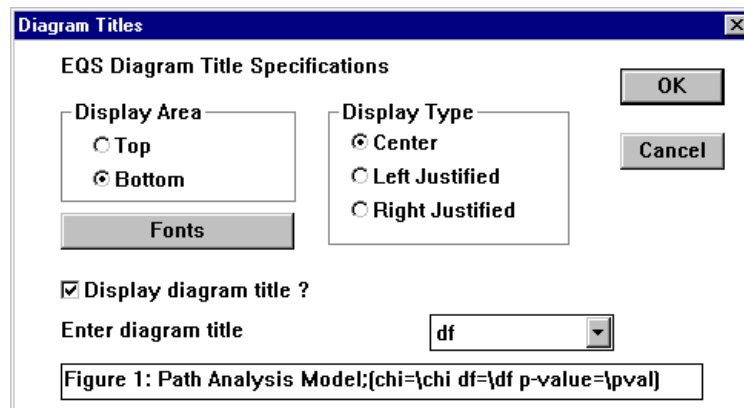 Diagram Titles
EQS Diagram Title Specifications
OK
Display Area
Display Type
Top
Center
Cancel
Bottom
Left Justified
Right Justified
Fonts
Display diagram title ?
Enter diagram title
df
Figure 1: Path Analysis Model;(chi=\chi df=\df p-value=\pval)